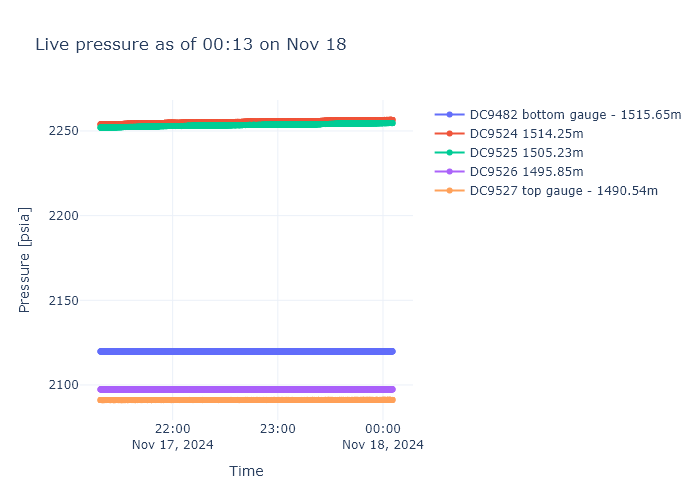 Live pressure as of 00:13 on Nov 18
DC9482 bottom gauge - 1515.65m
DC9524 1514.25m
DC9525 1505.23m
DC9526 1495.85m
DC9527 top gauge - 1490.54m
Pressure [psia]
2250
2200
2150
2100
22:00
Nov 17, 2024
23:00
00:00
Nov 18, 2024
Time